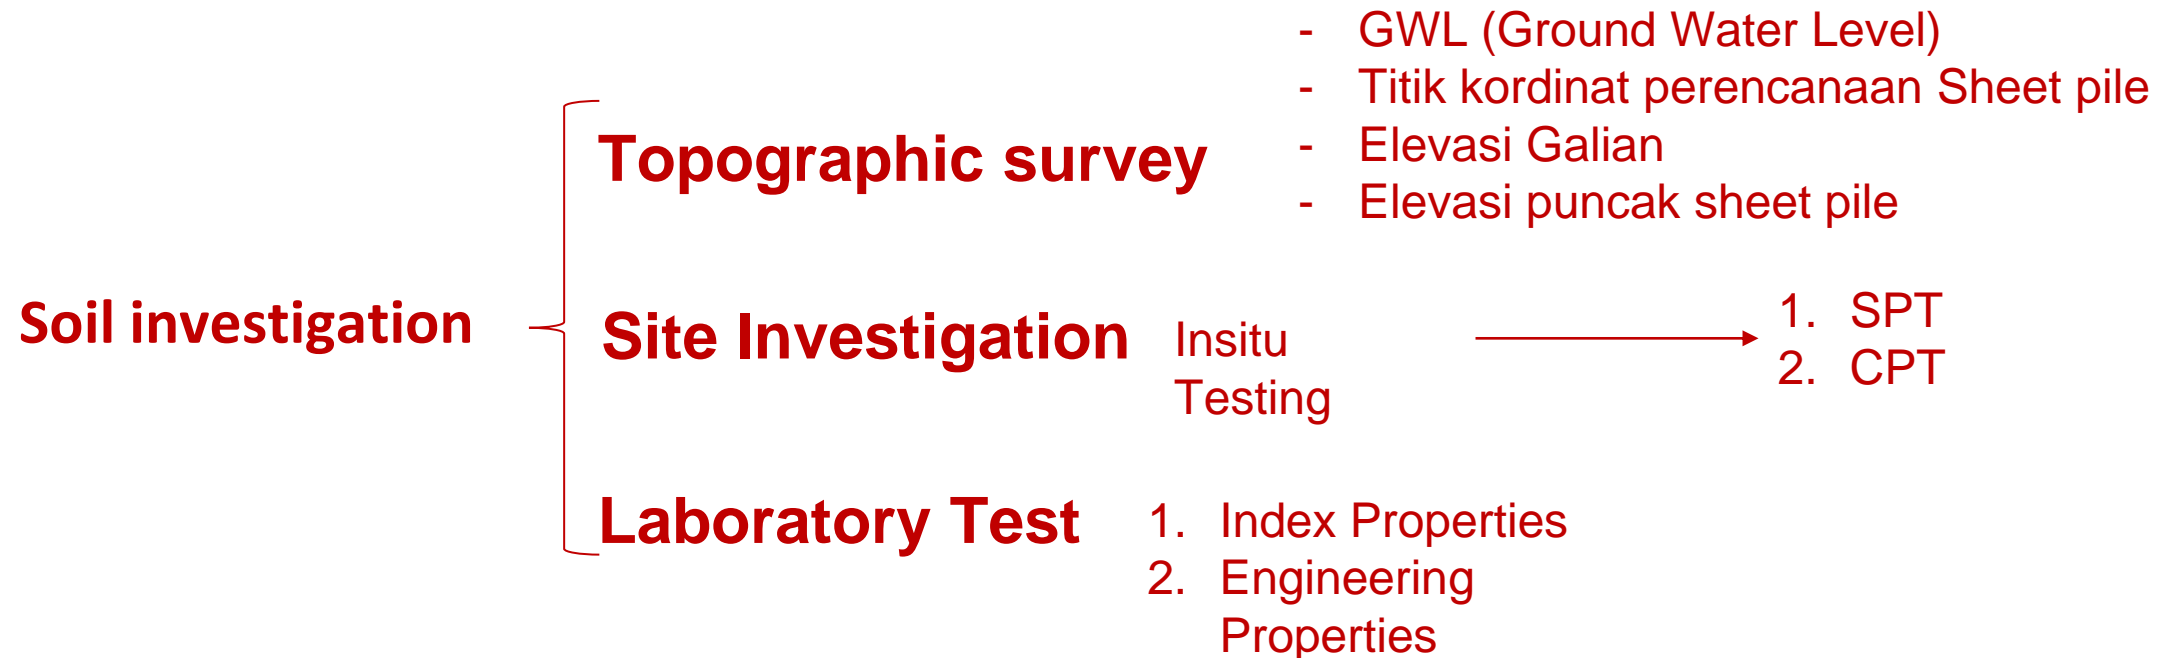 Soil investigation
Topographic survey
- GWL (Ground Water Level)
- Titik kordinat perencanaan Sheet pile
- Elevasi Galian
- Elevasi puncak sheet pile
Site Investigation
Insitu
Testing
1. SPT
2. CPT
Laboratory Test
1. Index Properties
2. Engineering
Properties